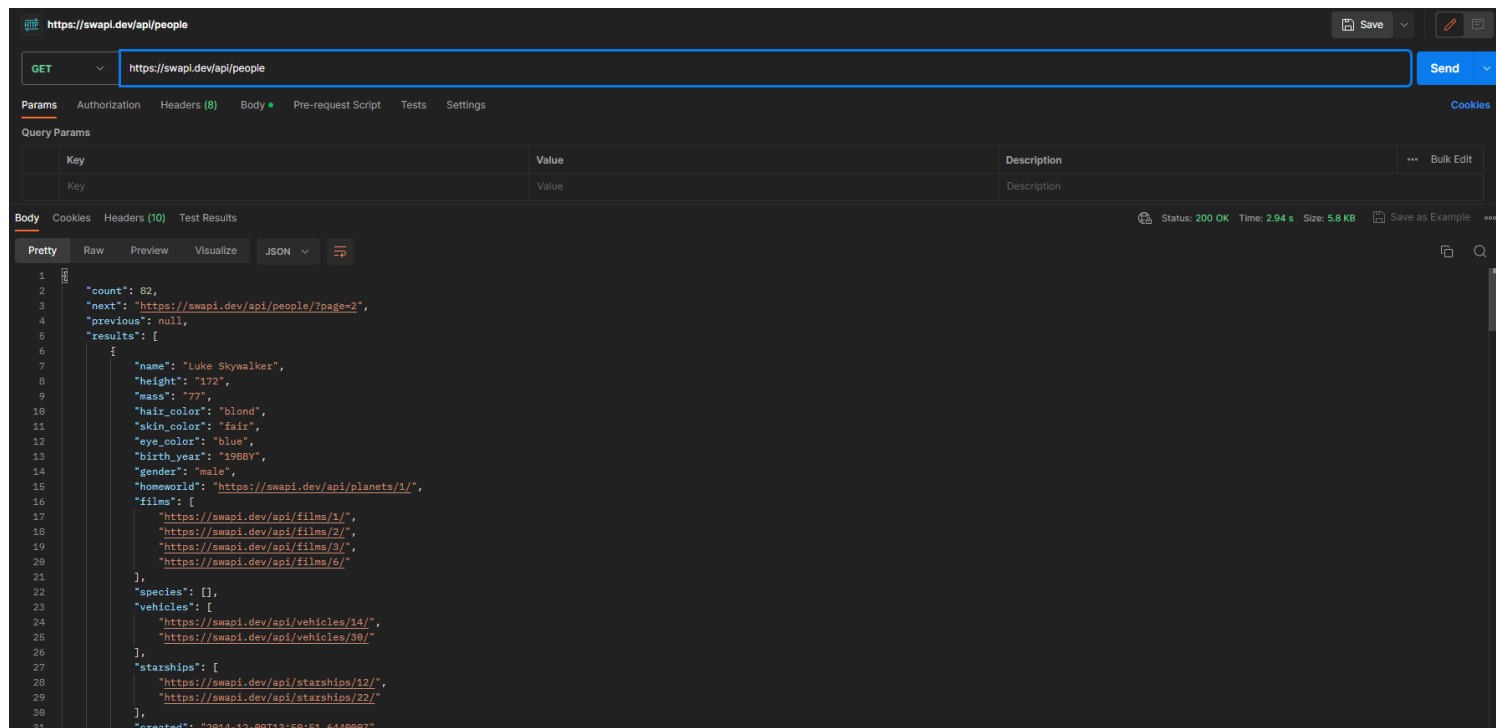 HTTP https://swapi.dev/api/people Save
GET https://swapi.dev/api/people Send
Params Authorization Headers (8) Body Pre-request Script Tests Settings Cookies
Query Params
Key Value Description ••• Bulk Edit
Key Value Description
Body Cookies Headers (10) Test Results Status: 200 OK Time: 2.94 s Size: 5.8 KB Save as Example
Pretty Raw Preview Visualize JSON
1 {
2 "count": 82,
3 "next": "https://swapi.dev/api/people/?page=2",
4 "previous": null,
5 "results": [
6 {
7 "name": "Luke Skywalker",
8 "height": "172",
9 "mass": "77",
10 "hair_color": "blond",
11 "skin_color": "fair",
12 "eye_color": "blue",
13 "birth_year": "19BBY",
14 "gender": "male",
15 "homeworld": "https://swapi.dev/api/planets/1/",
16 "films": [
17 "https://swapi.dev/api/films/1/",
18 "https://swapi.dev/api/films/2/",
19 "https://swapi.dev/api/films/3/",
20 "https://swapi.dev/api/films/6/"
21 ],
22 "species": [],
23 "vehicles": [
24 "https://swapi.dev/api/vehicles/14/",
25 "https://swapi.dev/api/vehicles/30/"
26 ],
27 "starships": [
28 "https://swapi.dev/api/starships/12/",
29 "https://swapi.dev/api/starships/22/"
30 ],
31 "created": "2014-12-09T13:50:51.644000Z"